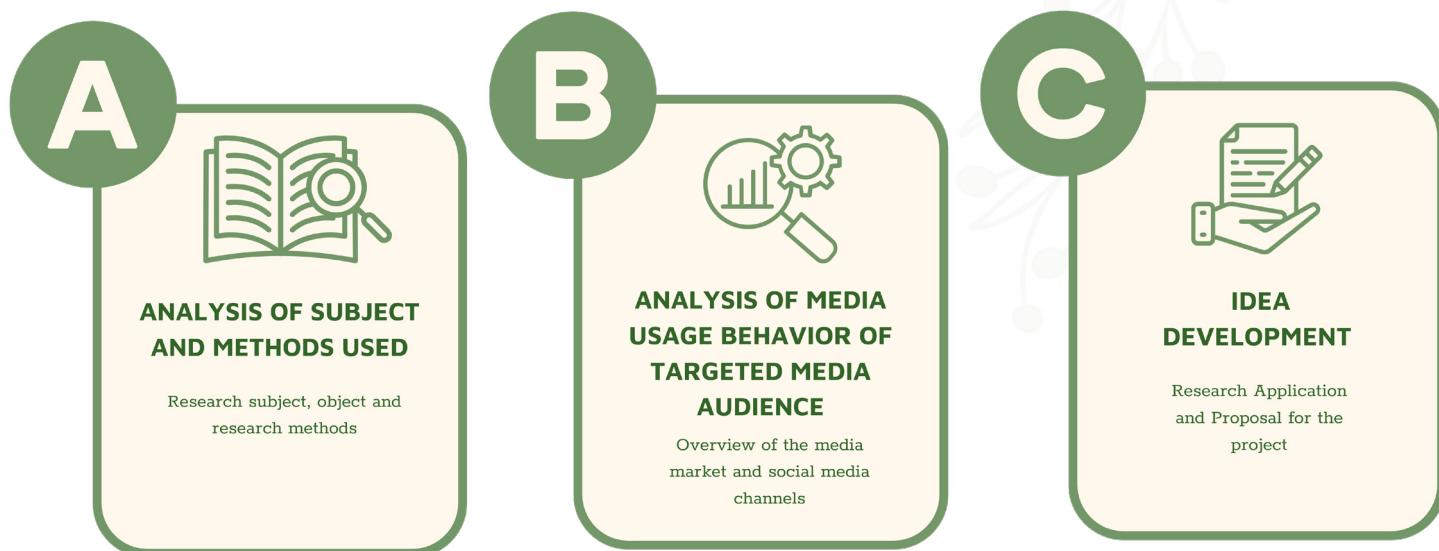 A
ANALYSIS OF SUBJECT
AND METHODS USED
Research subject, object and
research methods
B
ANALYSIS OF MEDIA
USAGE BEHAVIOR OF
TARGETED MEDIA
AUDIENCE
Overview of the media
market and social media
channels
C
IDEA
DEVELOPMENT
Research Application
and Proposal for the
project